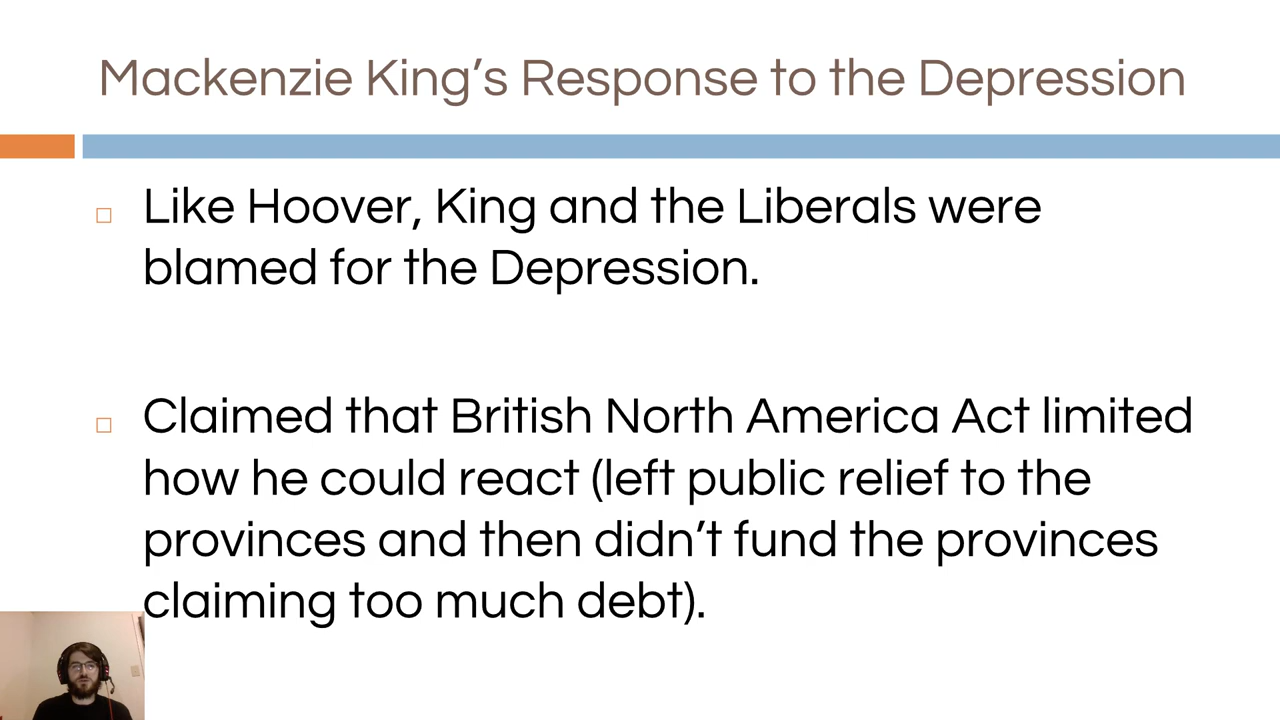 Mackenzie King’s Response to the Depression
Like Hoover, King and the Liberals were
blamed for the Depression.
Claimed that British North America Act limited
how he could react (left public relief to the
provinces and then didn’t fund the provinces
claiming too much debt).